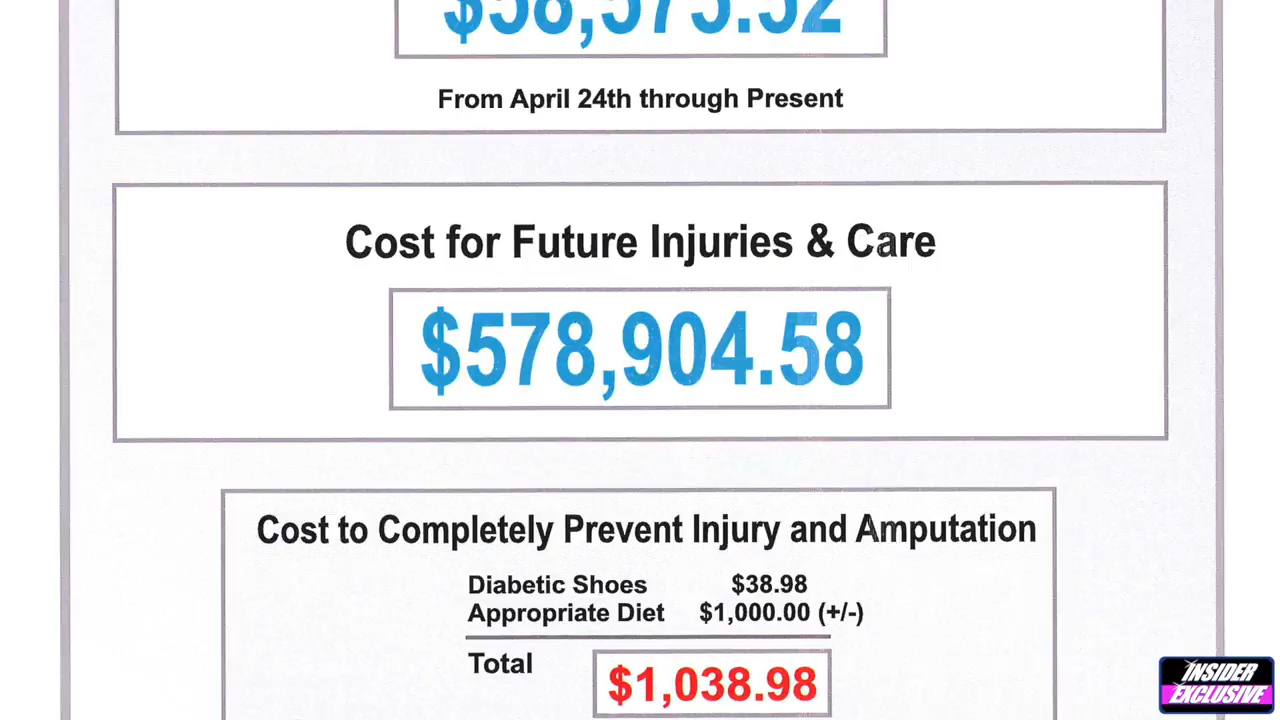 From April 24th through Present
Cost for Future Injuries & Care
$578,904.58
Cost to Completely Prevent Injury and Amputation
Diabetic Shoes $38.98
Appropriate Diet $1,000.00 (+/-)
Total $1,038.98
INSIDER
EXCLUSIVE